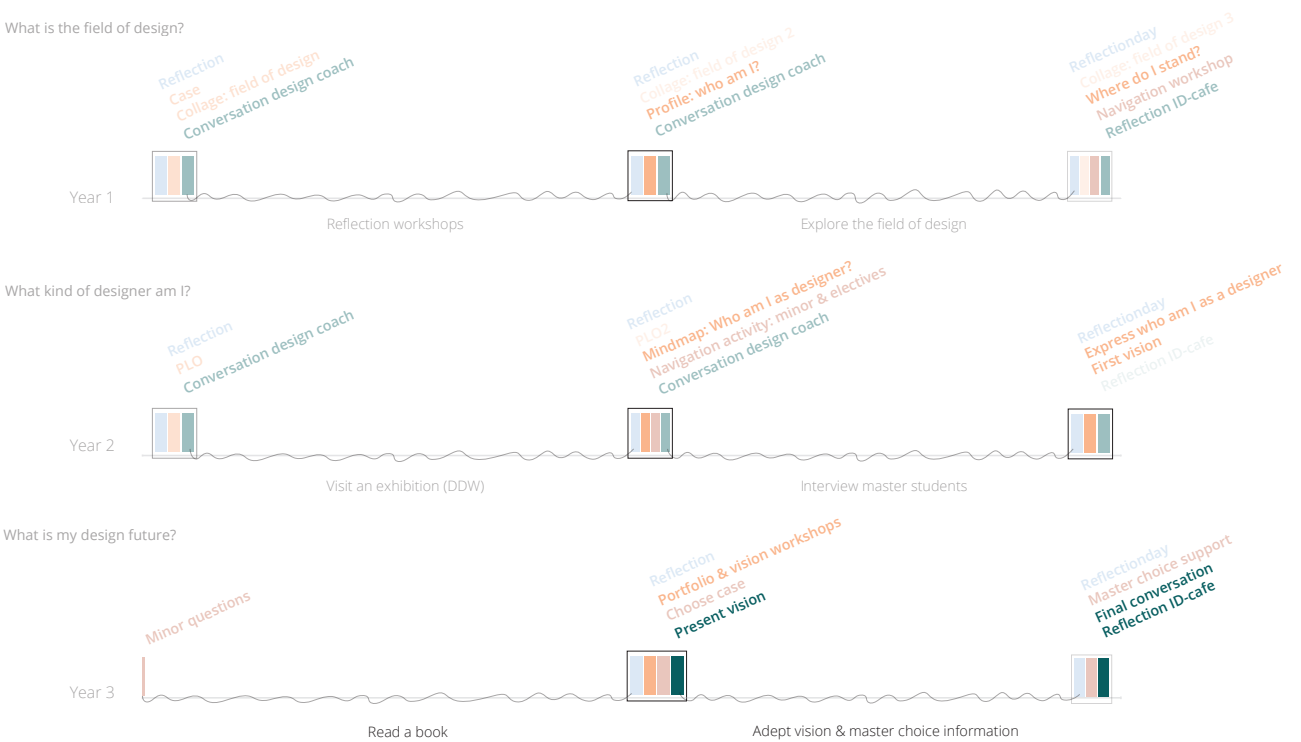 What is the field of design?
Reflection
Case
Collage: field of design
Conversation design coach
Reflection
Collage: field of design 2
Profile: who am I?
Conversation design coach
Reflectionday
Collage: field of design 3
Where do I stand?
Navigation workshop
Reflection ID-cafe
Year 1
Reflection workshops
Explore the field of design
What kind of designer am I?
Reflection
PLO
Conversation design coach
Reflection
PLO2
Mindmap: Who am I as designer?
Navigation activity: minor & electives
Conversation design coach
Reflectionday
Express who am I as a designer
First vision
Reflection ID-cafe
Year 2
Visit an exhibition (DDW)
Interview master students
What is my design future?
Minor questions
Reflection
Portfolio & vision workshops
Choose case
Present vision
Reflectionday
Master choice support
Final conversation
Reflection ID-cafe
Year 3
Read a book
Adept vision & master choice information